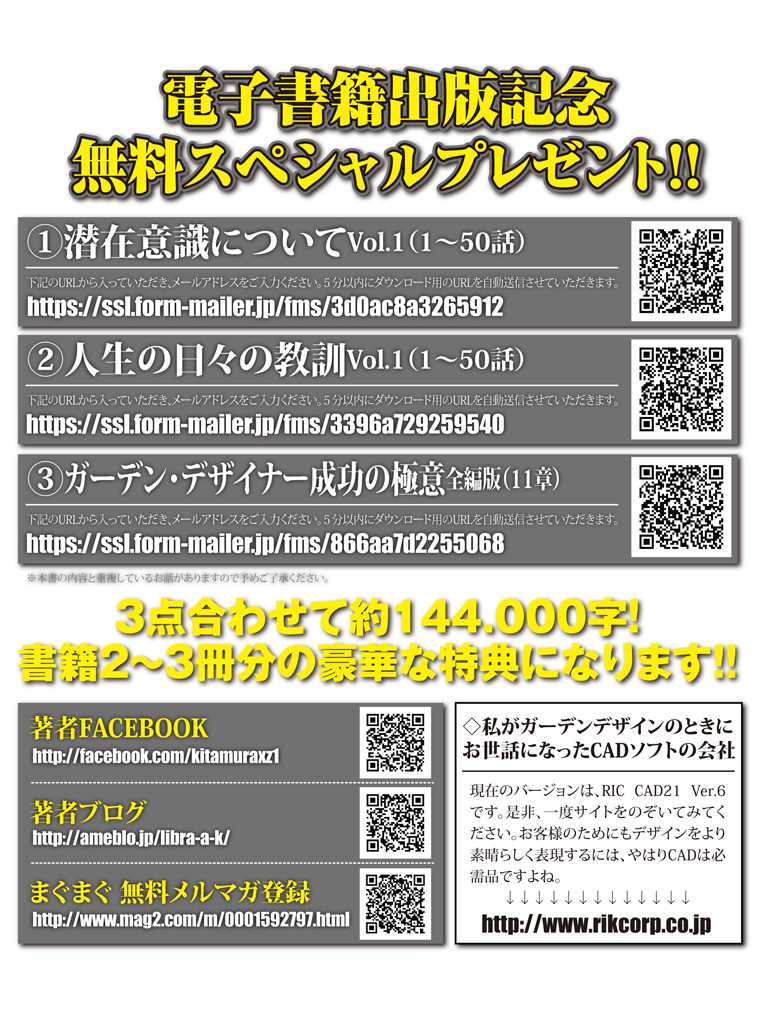 電子書籍出版記念
無料スペシャルプレゼント!!
①潜在意識についてVol.1（1～50話）
下記のURLから入っていただき、メールアドレスをご入力ください。5分以内にダウンロード用のURLを自動送信させていただきます。
https://ssl.form-mailer.jp/fms/3d0ac8a3265912
②人生の日々の教訓Vol.1（1～50話）
下記のURLから入っていただき、メールアドレスをご入力ください。5分以内にダウンロード用のURLを自動送信させていただきます。
https://ssl.form-mailer.jp/fms/3396a729259540
③ガーデン・デザイナー成功の極意全編版（11章）
下記のURLから入っていただき、メールアドレスをご入力ください。5分以内にダウンロード用のURLを自動送信させていただきます。
https://ssl.form-mailer.jp/fms/866aa7d2255068
※本書の内容と重複しているお話がありますので予めご了承ください。
3点合わせて約144.000字!
書籍2～3冊分の豪華な特典になります!!
著者FACEBOOK
http://facebook.com/kitamuraxz1
著者ブログ
http://ameblo.jp/libra-a-k/
まぐまぐ 無料メルマガ登録
http://www.mag2.com/m/0001592797.html
◇私がガーデンデザインのときに
お世話になったCADソフトの会社
現在のバージョンは、RIC CAD21 Ver.6
です。是非、一度サイトをのぞいてみてく
ださい。お客様のためにもデザインをより
素晴らしく表現するには、やはりCADは必
需品ですよね。
↓↓↓↓↓↓↓↓↓↓↓↓↓
http://www.rikcorp.co.jp